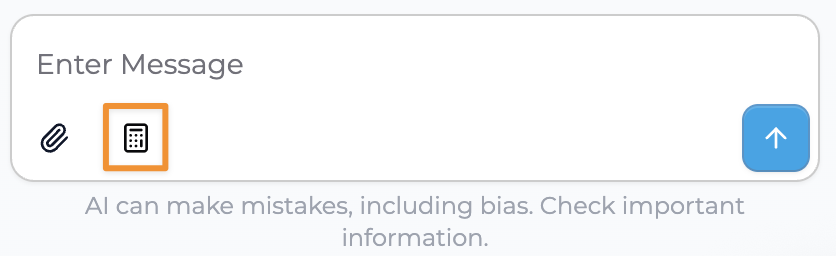 Enter Message
AI can make mistakes, including bias. Check important
information.